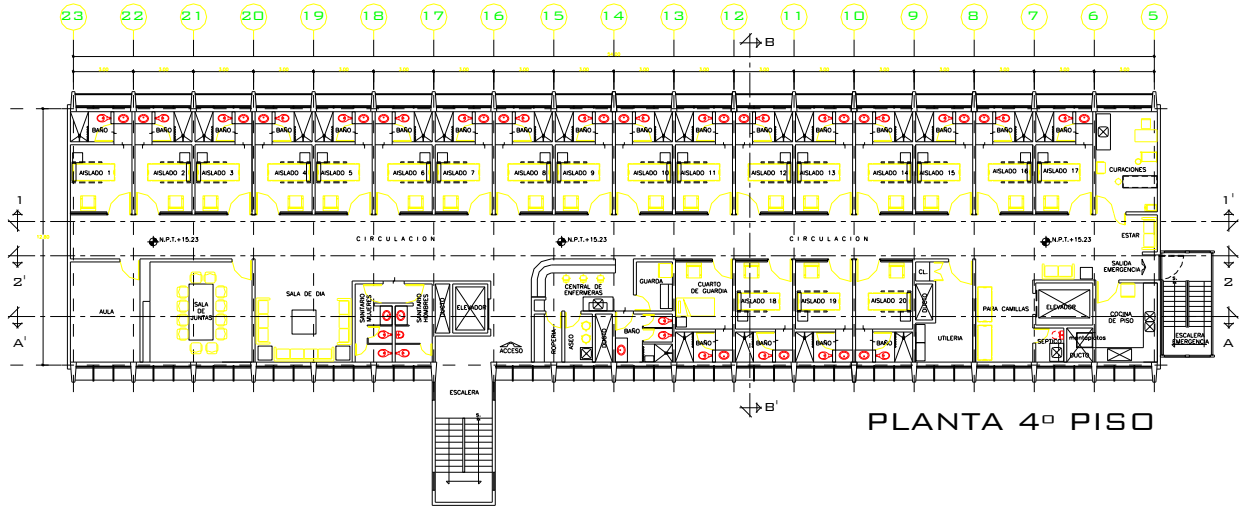 23 22 21 20 19 18 17 16 15 14 13 12 11 10 9 8 7 6 5
B
BAÑO BAÑO BAÑO BAÑO BAÑO BAÑO BAÑO BAÑO BAÑO BAÑO BAÑO BAÑO BAÑO BAÑO BAÑO BAÑO BAÑO
AISLADO 1 AISLADO 2 AISLADO 3 AISLADO 4 AISLADO 5 AISLADO 6 AISLADO 7 AISLADO 8 AISLADO 9 AISLADO 10 AISLADO 11 AISLADO 12 AISLADO 13 AISLADO 14 AISLADO 15 AISLADO 16 AISLADO 17 CURACIONES
1 1'
ESTAR
N.P.T.+15.23 CIRCULACION N.P.T.+15.23 CIRCULACION N.P.T.+15.23
2' 2
SALIDA
EMERGENCIA
AULA
SALA
DE
JUNTAS
SALA DE DIA
SANITARIO
MUJERES
SANITARIO
HOMBRES
DUCTO
ELEVADOR
ACCESO
CENTRAL DE
ENFERMERAS
ROPERIA
ASEO
DUCTO
BAÑO
GUARDA
CUARTO
DE
GUARDIA
AISLADO 18 AISLADO 19 AISLADO 20
BAÑO BAÑO BAÑO BAÑO
CL.
DUCTO
UTILERIA
PARA CAMILLAS
ELEVADOR
SEPTICO
montaplatos
DUCTO
COCINA
DE PISO
ESCALERA
EMERGENCIA
A' A
ESCALERA
B'
PLANTA 4º PISO